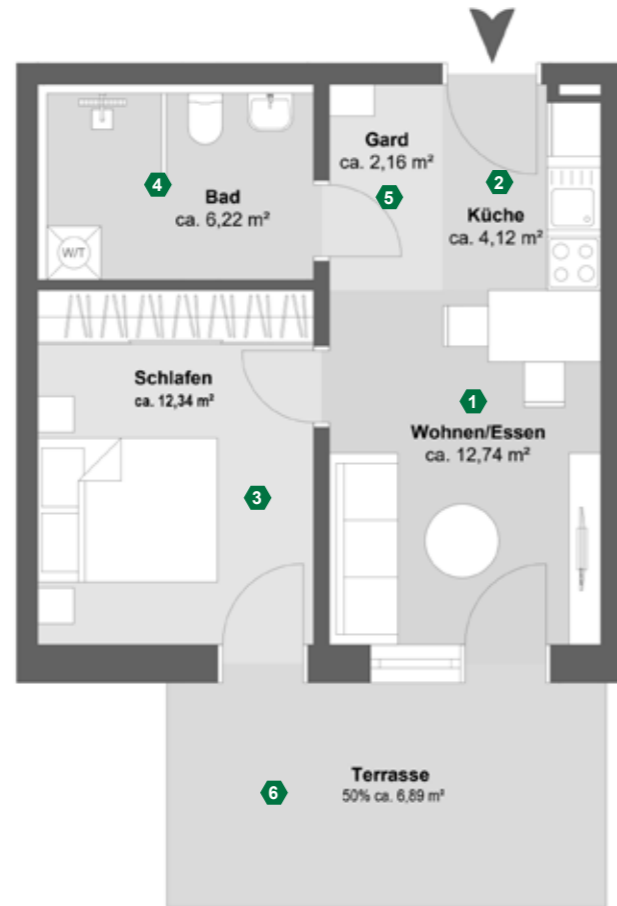 Gard
ca. 2,16 m²
5
2
Küche
ca. 4,12 m²
4
Bad
ca. 6,22 m²
W/T
Schlafen
ca. 12,34 m²
1
Wohnen/Essen
ca. 12,74 m²
3
Terrasse
50% ca. 6,89 m²
6